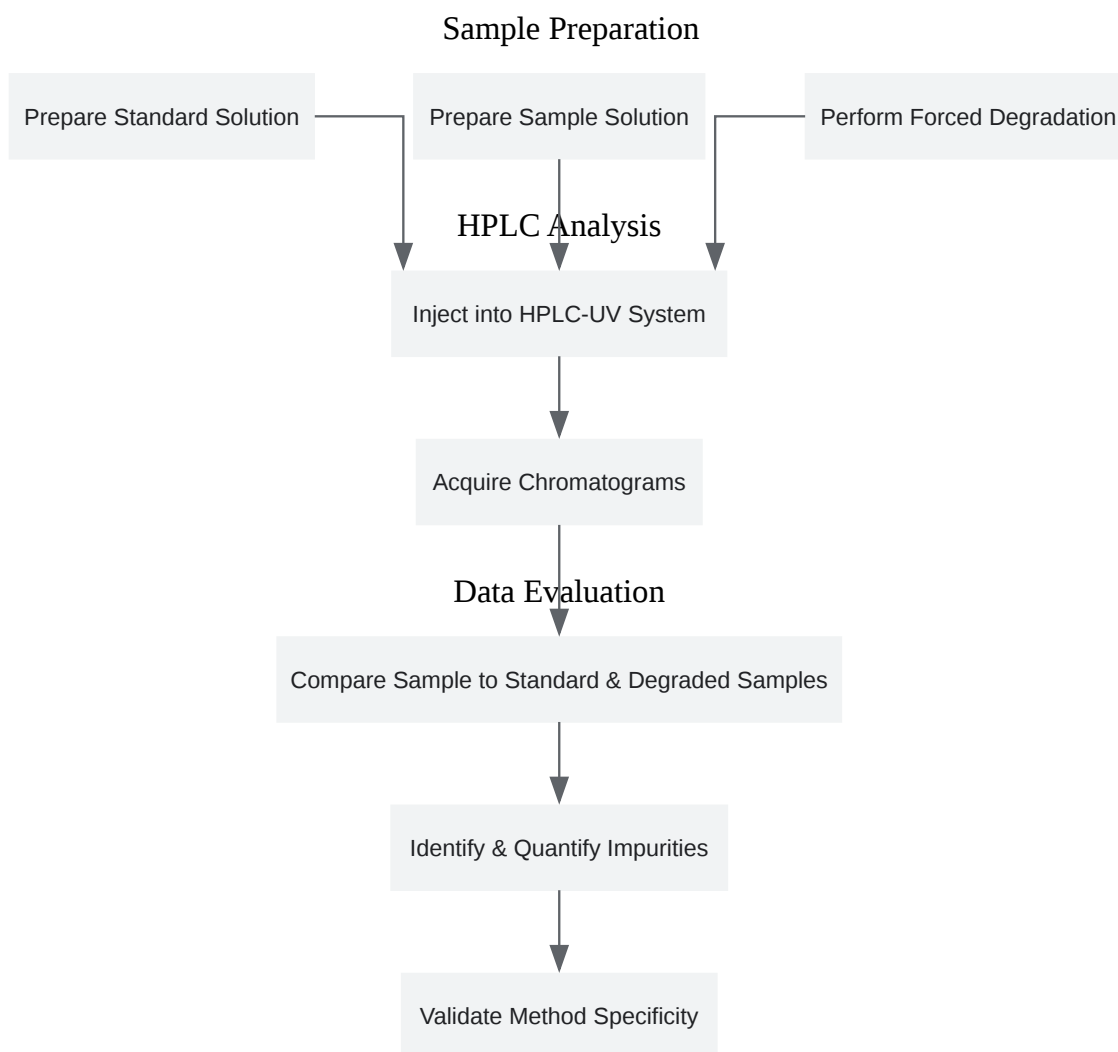 Sample Preparation
Prepare Standard Solution
Prepare Sample Solution
Perform Forced Degradation
HPLC Analysis
Inject into HPLC-UV System
Acquire Chromatograms
Data Evaluation
Compare Sample to Standard & Degraded Samples
Identify & Quantify Impurities
Validate Method Specificity